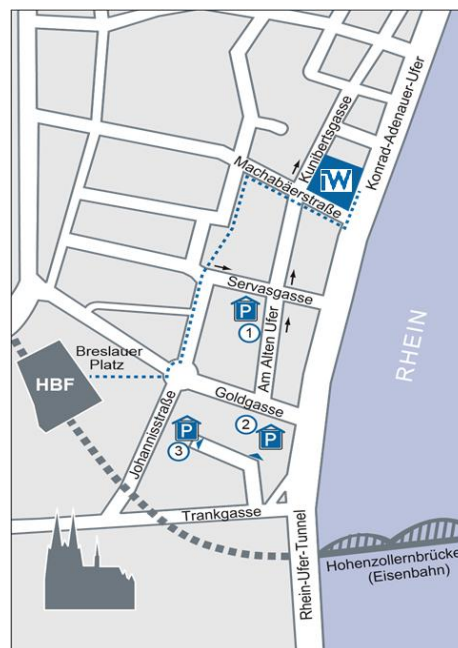 Kunibertsgasse
Konrad-Adenauer-Ufer
iW
Machabäerstraße
Servasgasse
P
1
Am Alten Ufer
RHEIN
Breslauer
Platz
HBF
Goldgasse
Johannisstraße
P
3
2
P
Trankgasse
Rhein-Ufer-Tunnel
Hohenzollernbrücke
(Eisenbahn)